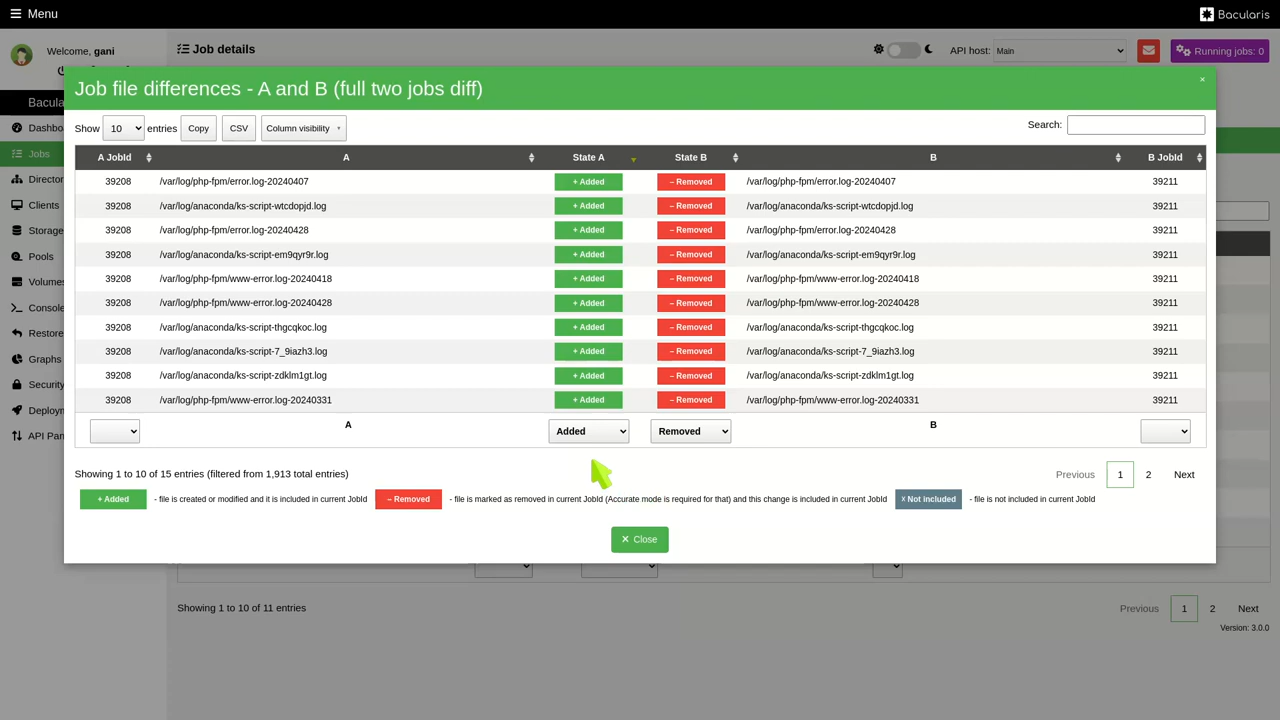 Menu
Bacularis
Welcome, gani
Job details
API host: Main
Running jobs: 0
Job file differences - A and B (full two jobs diff)
×
Show 10 entries Copy CSV Column visibility
Search:
A JobId A State A State B B B JobId
39208 /var/log/php-fpm/error.log-20240407 + Added – Removed /var/log/php-fpm/error.log-20240407 39211
39208 /var/log/anaconda/ks-script-wtcdopjd.log + Added – Removed /var/log/anaconda/ks-script-wtcdopjd.log 39211
39208 /var/log/php-fpm/error.log-20240428 + Added – Removed /var/log/php-fpm/error.log-20240428 39211
39208 /var/log/anaconda/ks-script-em9qyr9r.log + Added – Removed /var/log/anaconda/ks-script-em9qyr9r.log 39211
39208 /var/log/php-fpm/www-error.log-20240418 + Added – Removed /var/log/php-fpm/www-error.log-20240418 39211
39208 /var/log/php-fpm/www-error.log-20240428 + Added – Removed /var/log/php-fpm/www-error.log-20240428 39211
39208 /var/log/anaconda/ks-script-thgcqkoc.log + Added – Removed /var/log/anaconda/ks-script-thgcqkoc.log 39211
39208 /var/log/anaconda/ks-script-7_9iazh3.log + Added – Removed /var/log/anaconda/ks-script-7_9iazh3.log 39211
39208 /var/log/anaconda/ks-script-zdklm1gt.log + Added – Removed /var/log/anaconda/ks-script-zdklm1gt.log 39211
39208 /var/log/php-fpm/www-error.log-20240331 + Added – Removed /var/log/php-fpm/www-error.log-20240331 39211
A Added Removed B
Showing 1 to 10 of 15 entries (filtered from 1,913 total entries)
Previous 1 2 Next
+ Added - file is created or modified and it is included in current JobId – Removed - file is marked as removed in current JobId (Accurate mode is required for that) and this change is included in current JobId x Not included - file is not included in current JobId
× Close
Bacula
Dashbo
Jobs
Director
Clients
Storage
Pools
Volumes
Console
Restore
Graphs
Security
Deploym
API Pan
Showing 1 to 10 of 11 entries
Previous 1 2 Next
Version: 3.0.0